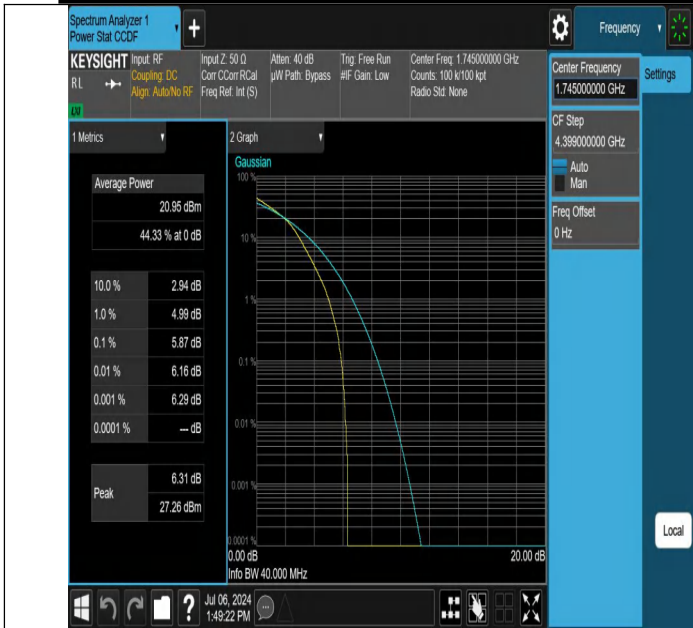 Spectrum Analyzer 1
Power Stat CCDF
+
Frequency
KEYSIGHT
RL
Input: RF
Coupling: DC
Align: Auto/No RF
Input Z: 50 Ω
Corr CCorr RCal
Freq Ref: Int (S)
Atten: 40 dB
µW Path: Bypass
Trig: Free Run
#IF Gain: Low
Center Freq: 1.745000000 GHz
Counts: 100 k/100 kpt
Radio Std: None
Center Frequency
1.745000000 GHz
Settings
CF Step
4.399000000 GHz
Auto
Man
Freq Offset
0 Hz
1 Metrics
Average Power
20.95 dBm
44.33 % at 0 dB
10.0 % 2.94 dB
1.0 % 4.99 dB
0.1 % 5.87 dB
0.01 % 6.16 dB
0.001 % 6.29 dB
0.0001 % --- dB
Peak
6.31 dB
27.26 dBm
2 Graph
Gaussian
100 %
10 %
1 %
0.1 %
0.01 %
0.001 %
0.0001 %
0.00 dB 20.00 dB
Info BW 40.000 MHz
Local
?
Jul 06, 2024
1:49:22 PM